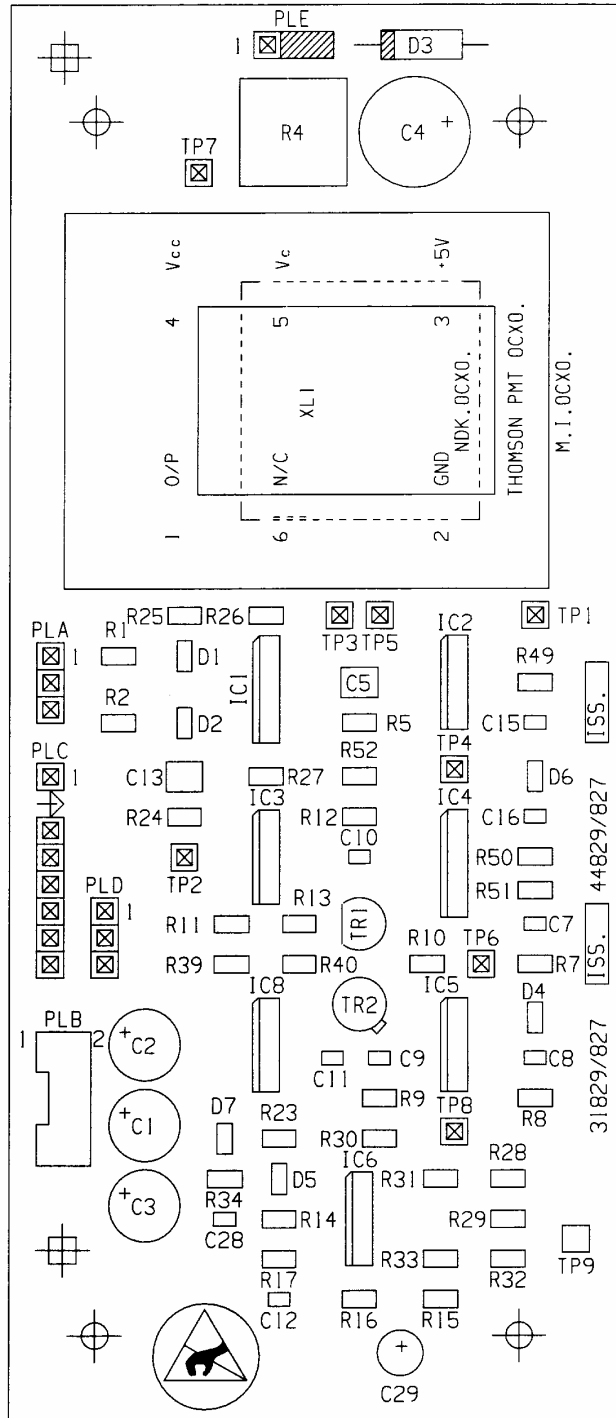 PLE
1
D3
R4
C4
+
TP7
Vcc
Vc
+5V
4
5
3
XL1
NDK.OCXO.
THOMSON PMT OCXO.
M.I.OCXO.
O/P
N/C
GND
1
6
2
R25
R26
TP3
TP5
IC2
TP1
PLA
1
R1
D1
IC1
C5
R49
ISS.
R2
D2
R5
C15
PLC
1
C13
R27
R52
TP4
D6
R24
IC3
R12
IC4
C16
44829/827
C10
TP2
R50
R51
PLD
1
R11
R13
TR1
C7
R10
TP6
R39
R40
R7
ISS.
IC8
TR2
IC5
D4
PLB
1
2
+
C2
C11
C9
C8
31829/827
R9
R8
D7
R23
+
C1
TP8
R30
IC6
R28
R34
D5
R31
+
C3
C28
R14
R29
R17
R33
R32
TP9
C12
R16
R15
+
C29